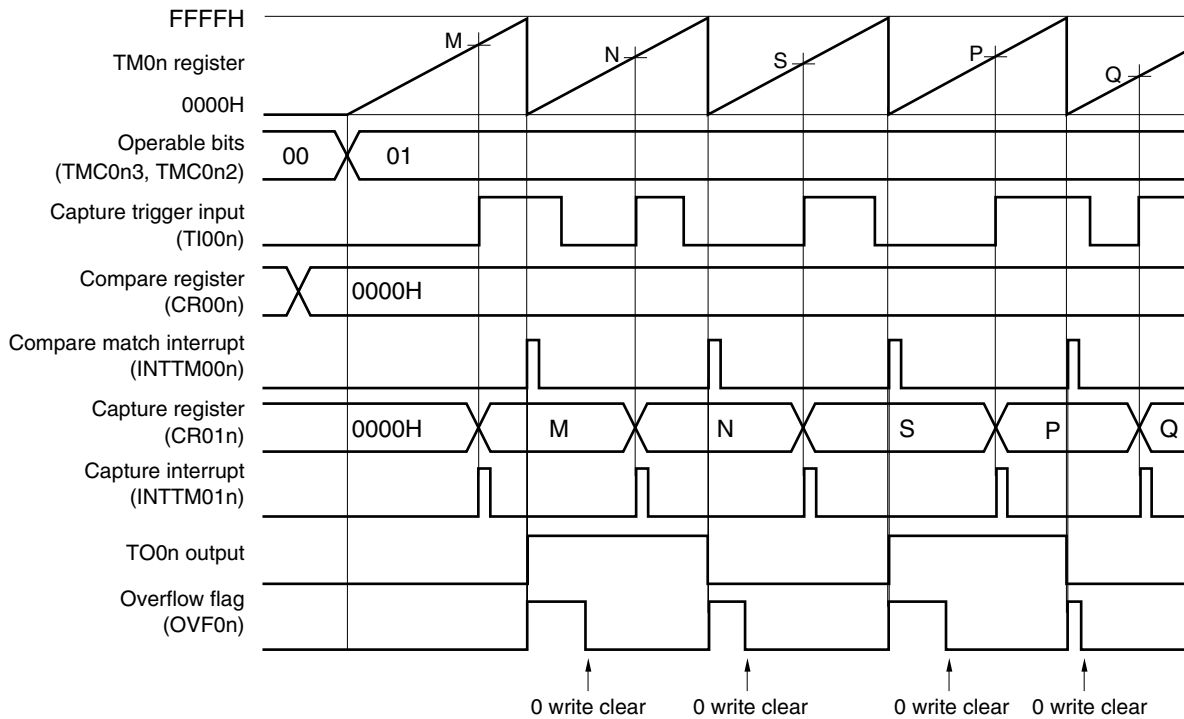 FFFFH
TM0n register
0000H
M
N
S
P
Q
Operable bits
(TMC0n3, TMC0n2)
00
01
Capture trigger input
(TI00n)
Compare register
(CR00n)
0000H
Compare match interrupt
(INTTM00n)
Capture register
(CR01n)
0000H
M
N
S
P
Q
Capture interrupt
(INTTM01n)
TO0n output
Overflow flag
(OVF0n)
0 write clear
0 write clear
0 write clear
0 write clear